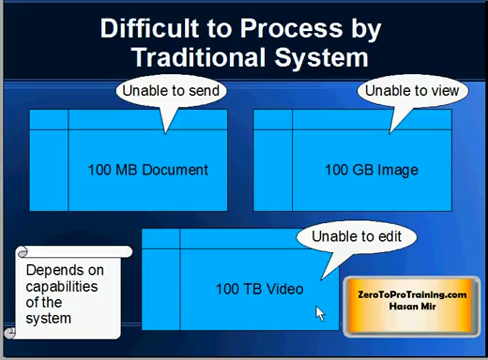 Difficult to Process by
Traditional System
Unable to send
Unable to view
100 MB Document
100 GB Image
Unable to edit
100 TB Video
Depends on
capabilities
of the
system
ZeroToProTraining.com
Hasan Mir